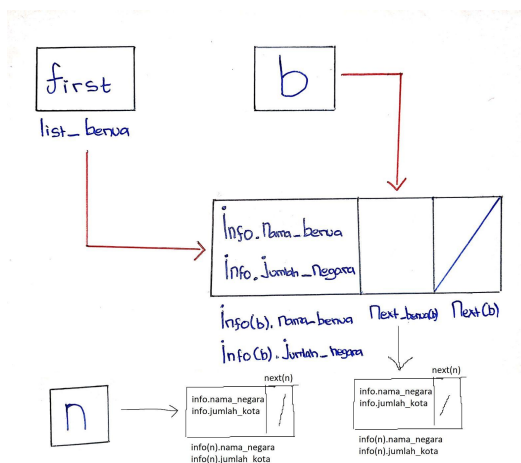 first
b
list_benua
Info.nama_benua
Info.jumlah_negara
Info(b).nama_benua
Next_benua(b)
Next(b)
Info(b).jumlah_negara
next(n)
next(n)
n
info.nama_negara
info.jumlah_kota
info.nama_negara
info.jumlah_kota
info(n).nama_negara
info(n).jumlah_kota
info(n).nama_negara
info(n).jumlah_kota